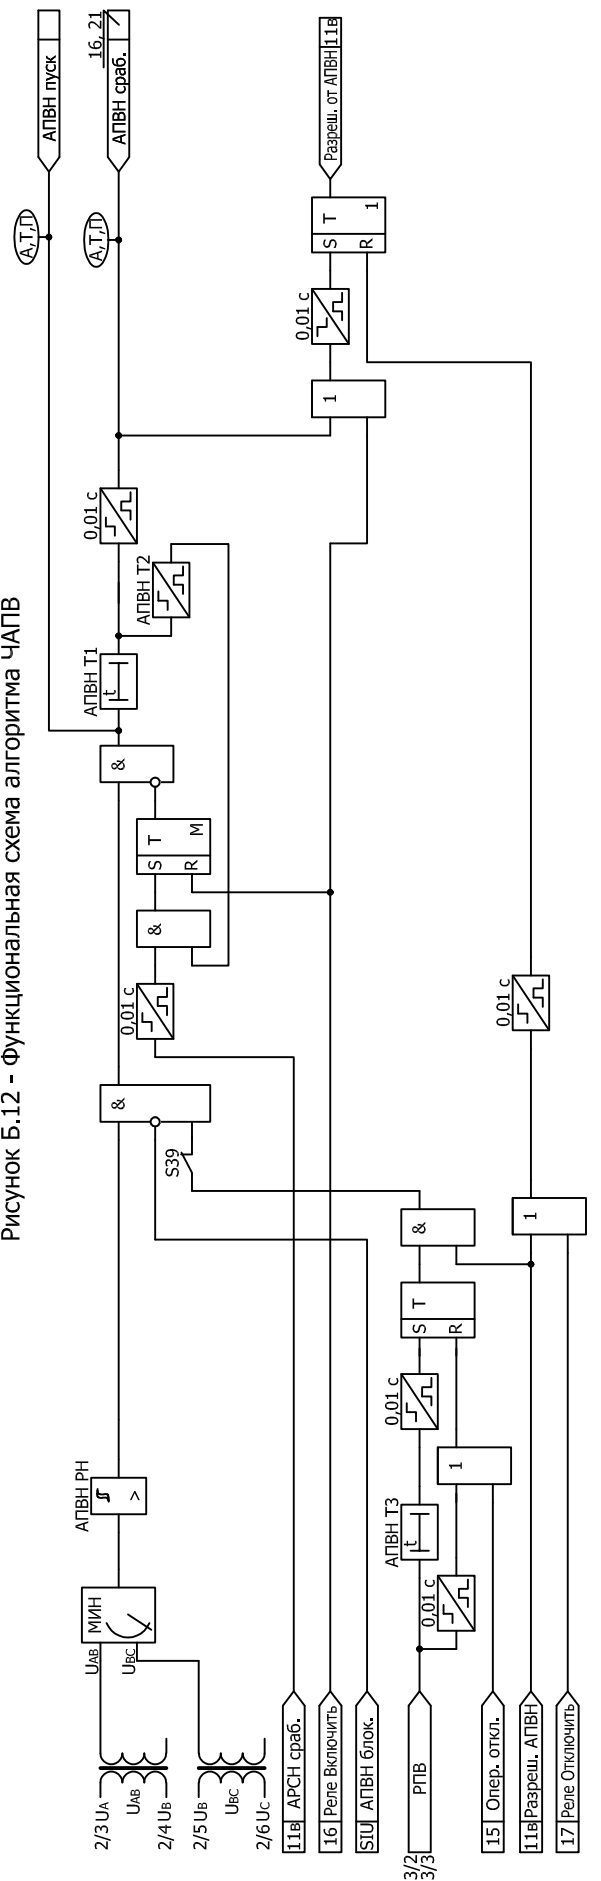 Рисунок Б.12 - Функциональная схема алгоритма ЧАПВ
2/3 UA
UAB
2/4 UB
2/5 UB
UBC
2/6 UC
UAB
UBC
МИН
АПВН РН
>
&
S39
0,01 с
&
S T
R M
&
АПВН Т1
t
АПВН Т2
0,01 с
А,Т,П
АПВН пуск
А,Т,П
АПВН сраб.
16, 21
11в АРСН сраб.
16 Реле Включить
SIU АПВН блок.
3/2
3/3
РПВ
15 Опер. откл.
11в Разреш. АПВН
17 Реле Отключить
0,01 с
АПВН Т3
t
1
0,01 с
S T
R
&
1
0,01 с
1
0,01 с
S T
R 1
Разреш. от АПВН 11в